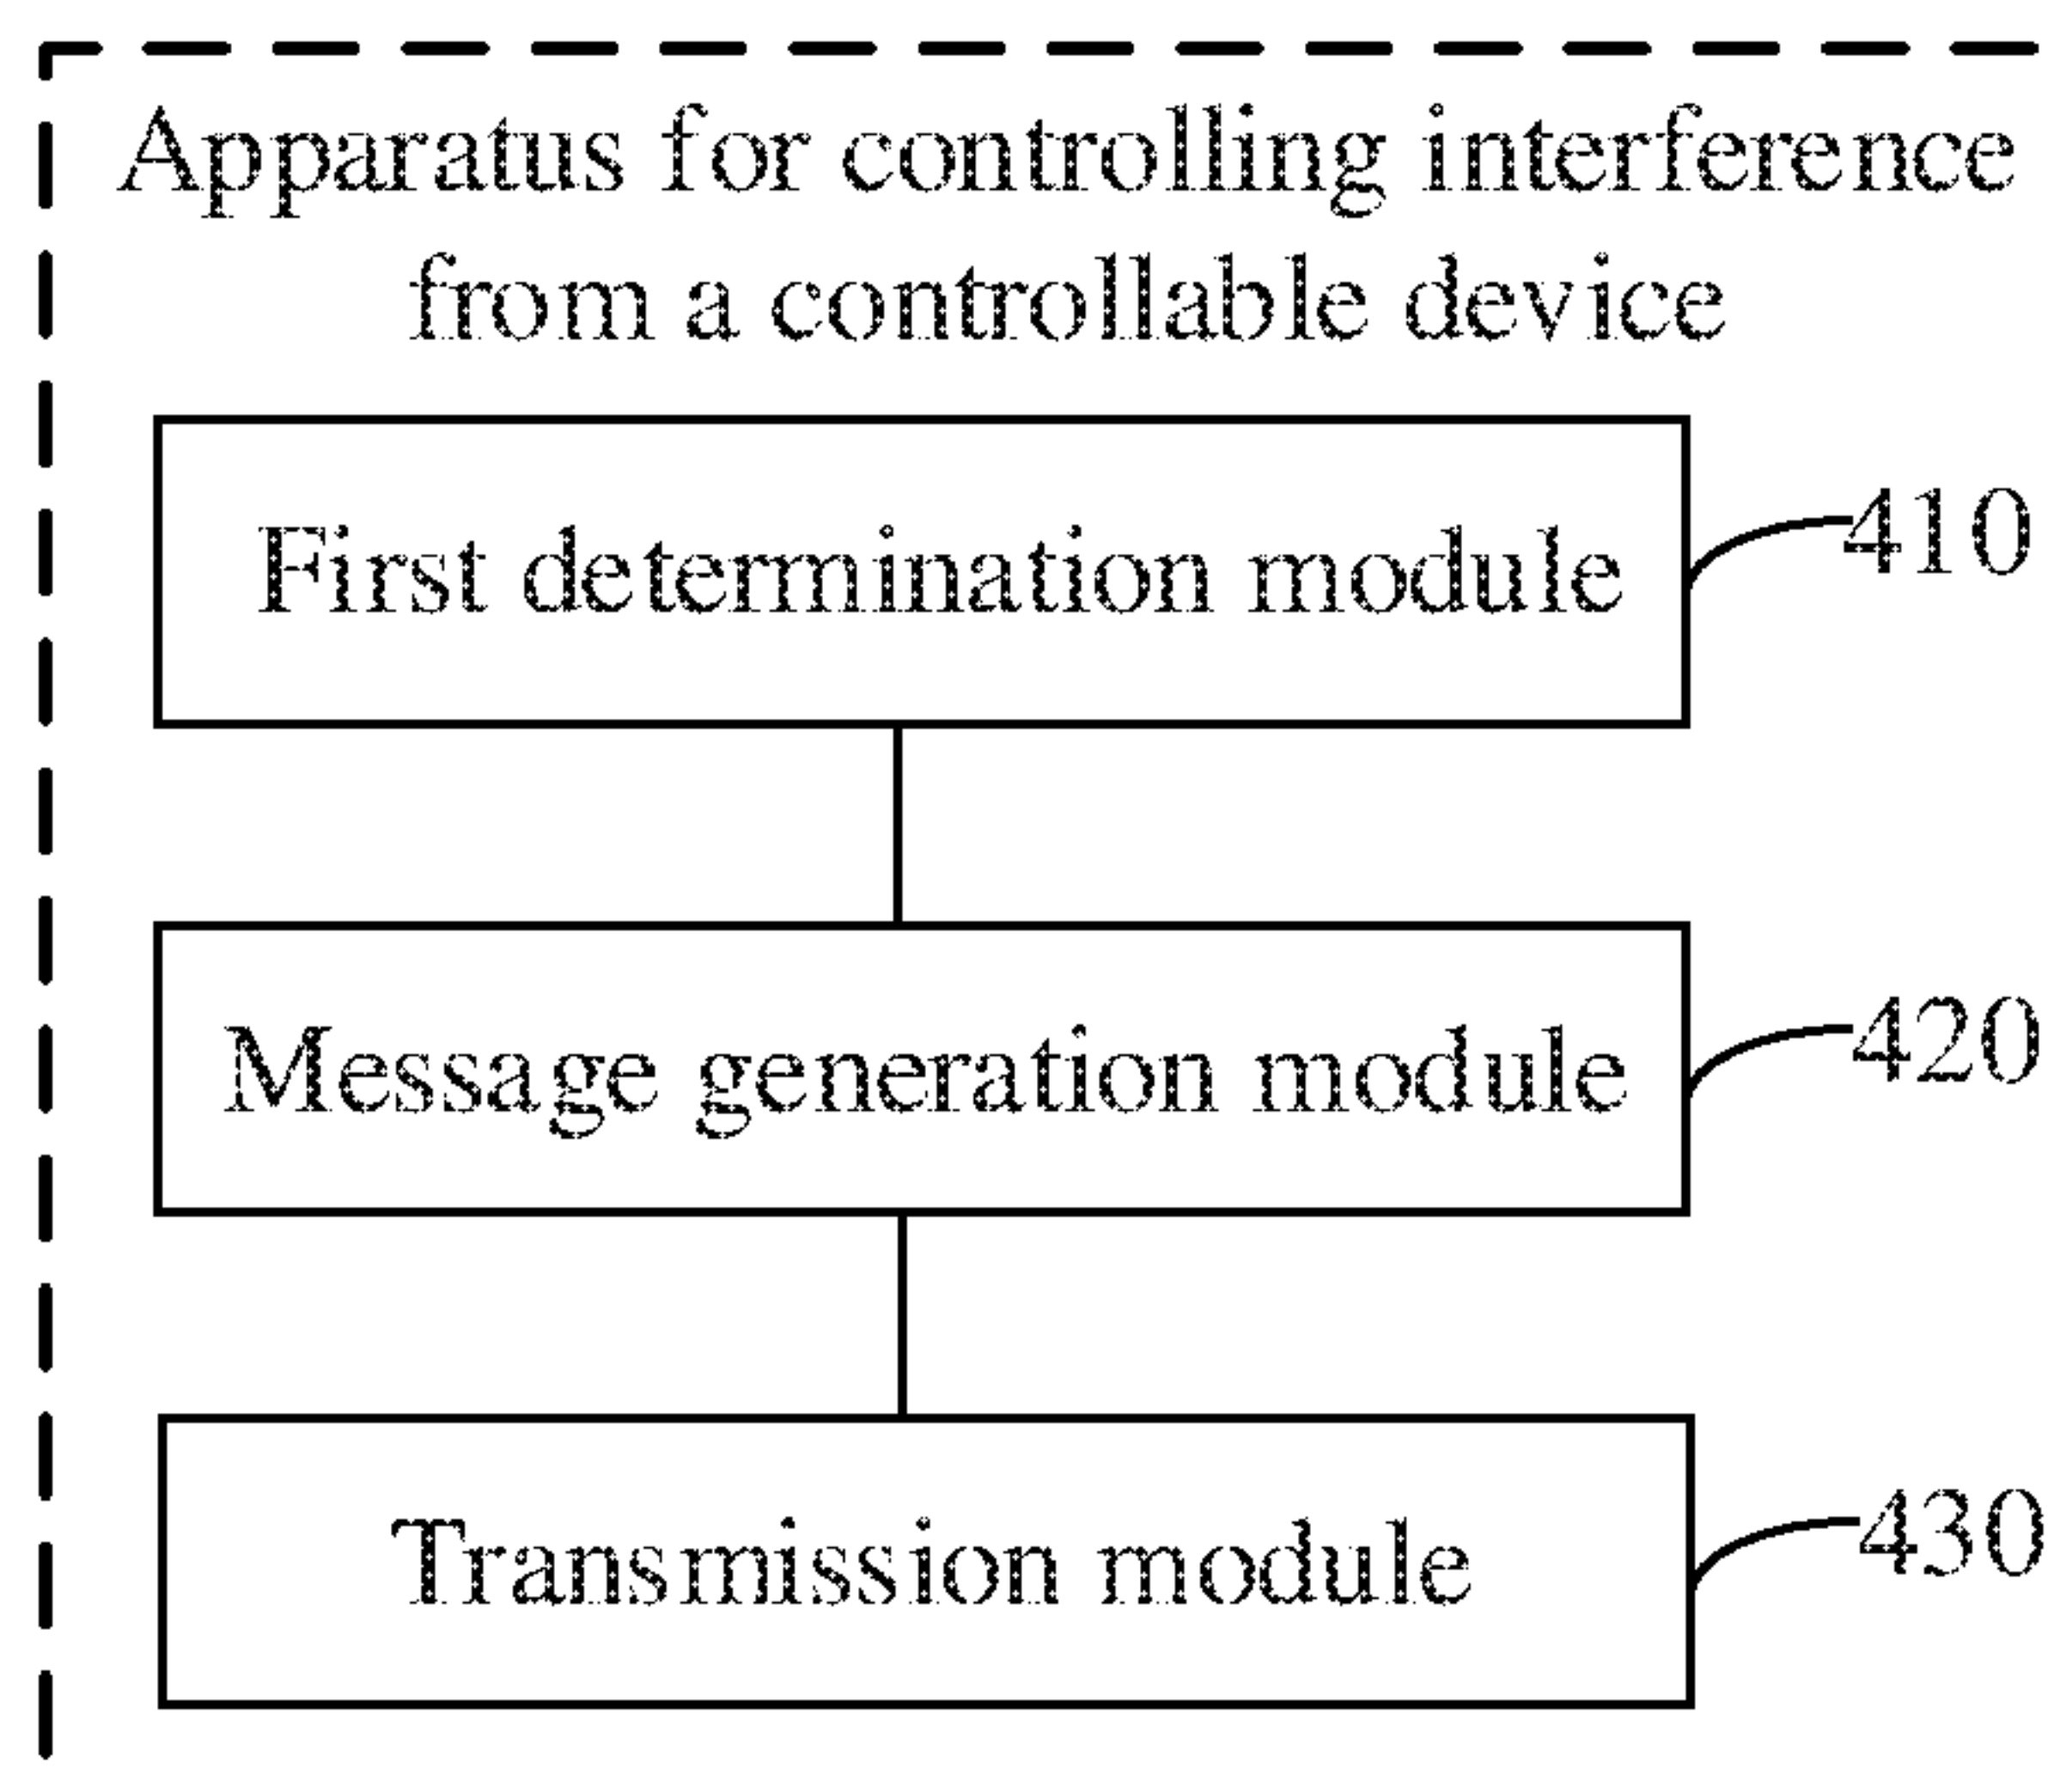 Apparatus for controlling interference
from a controllable device
First determination module
410
Message generation module
420
Transmission module
430